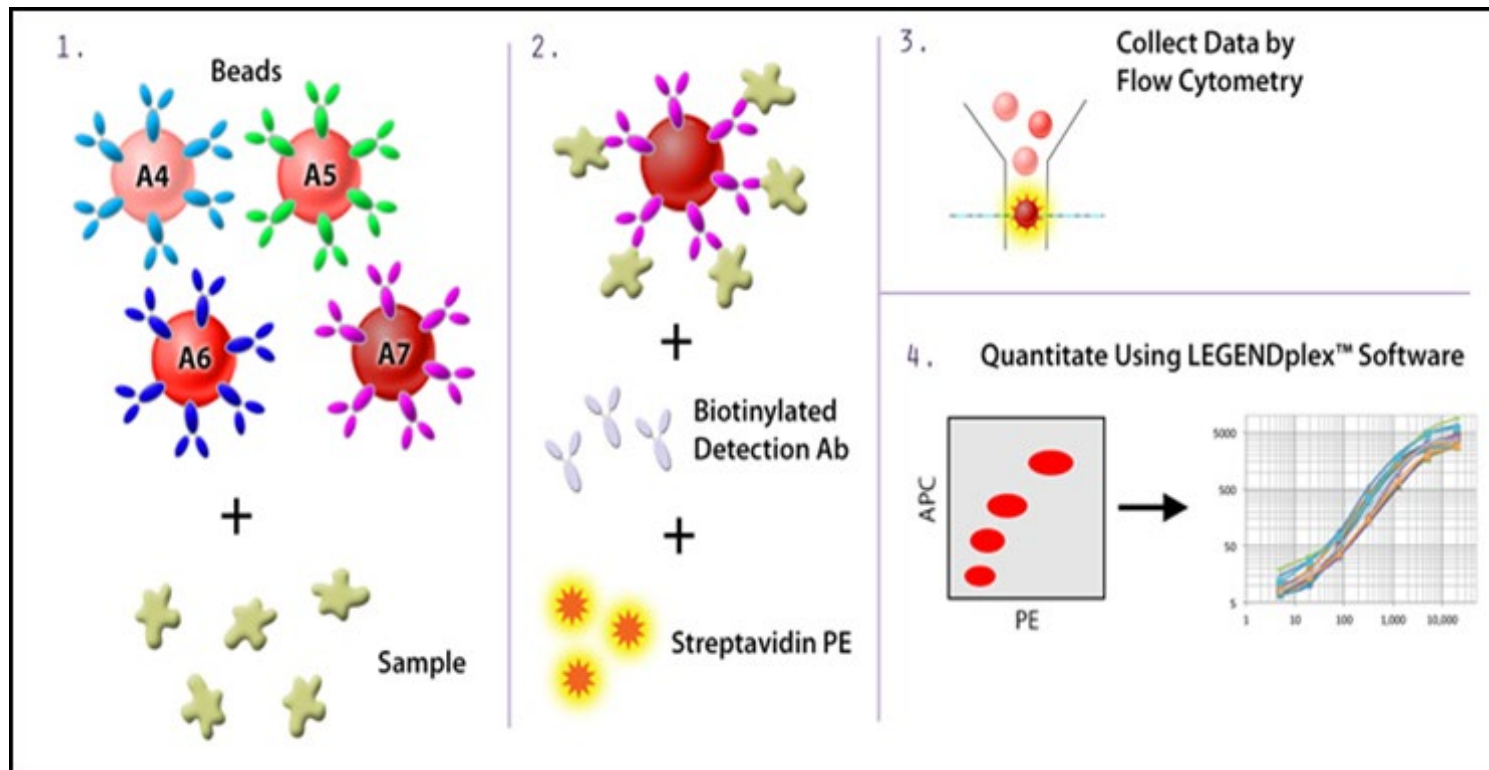 1.
Beads
A4
A5
A6
A7
+
Sample
2.
+
Biotinylated
Detection Ab
+
Streptavidin PE
3.
Collect Data by
Flow Cytometry
4.
Quantitate Using LEGENDplex™ Software
APC
PE
5000
500
50
5
1
10
100
1,000
10,000